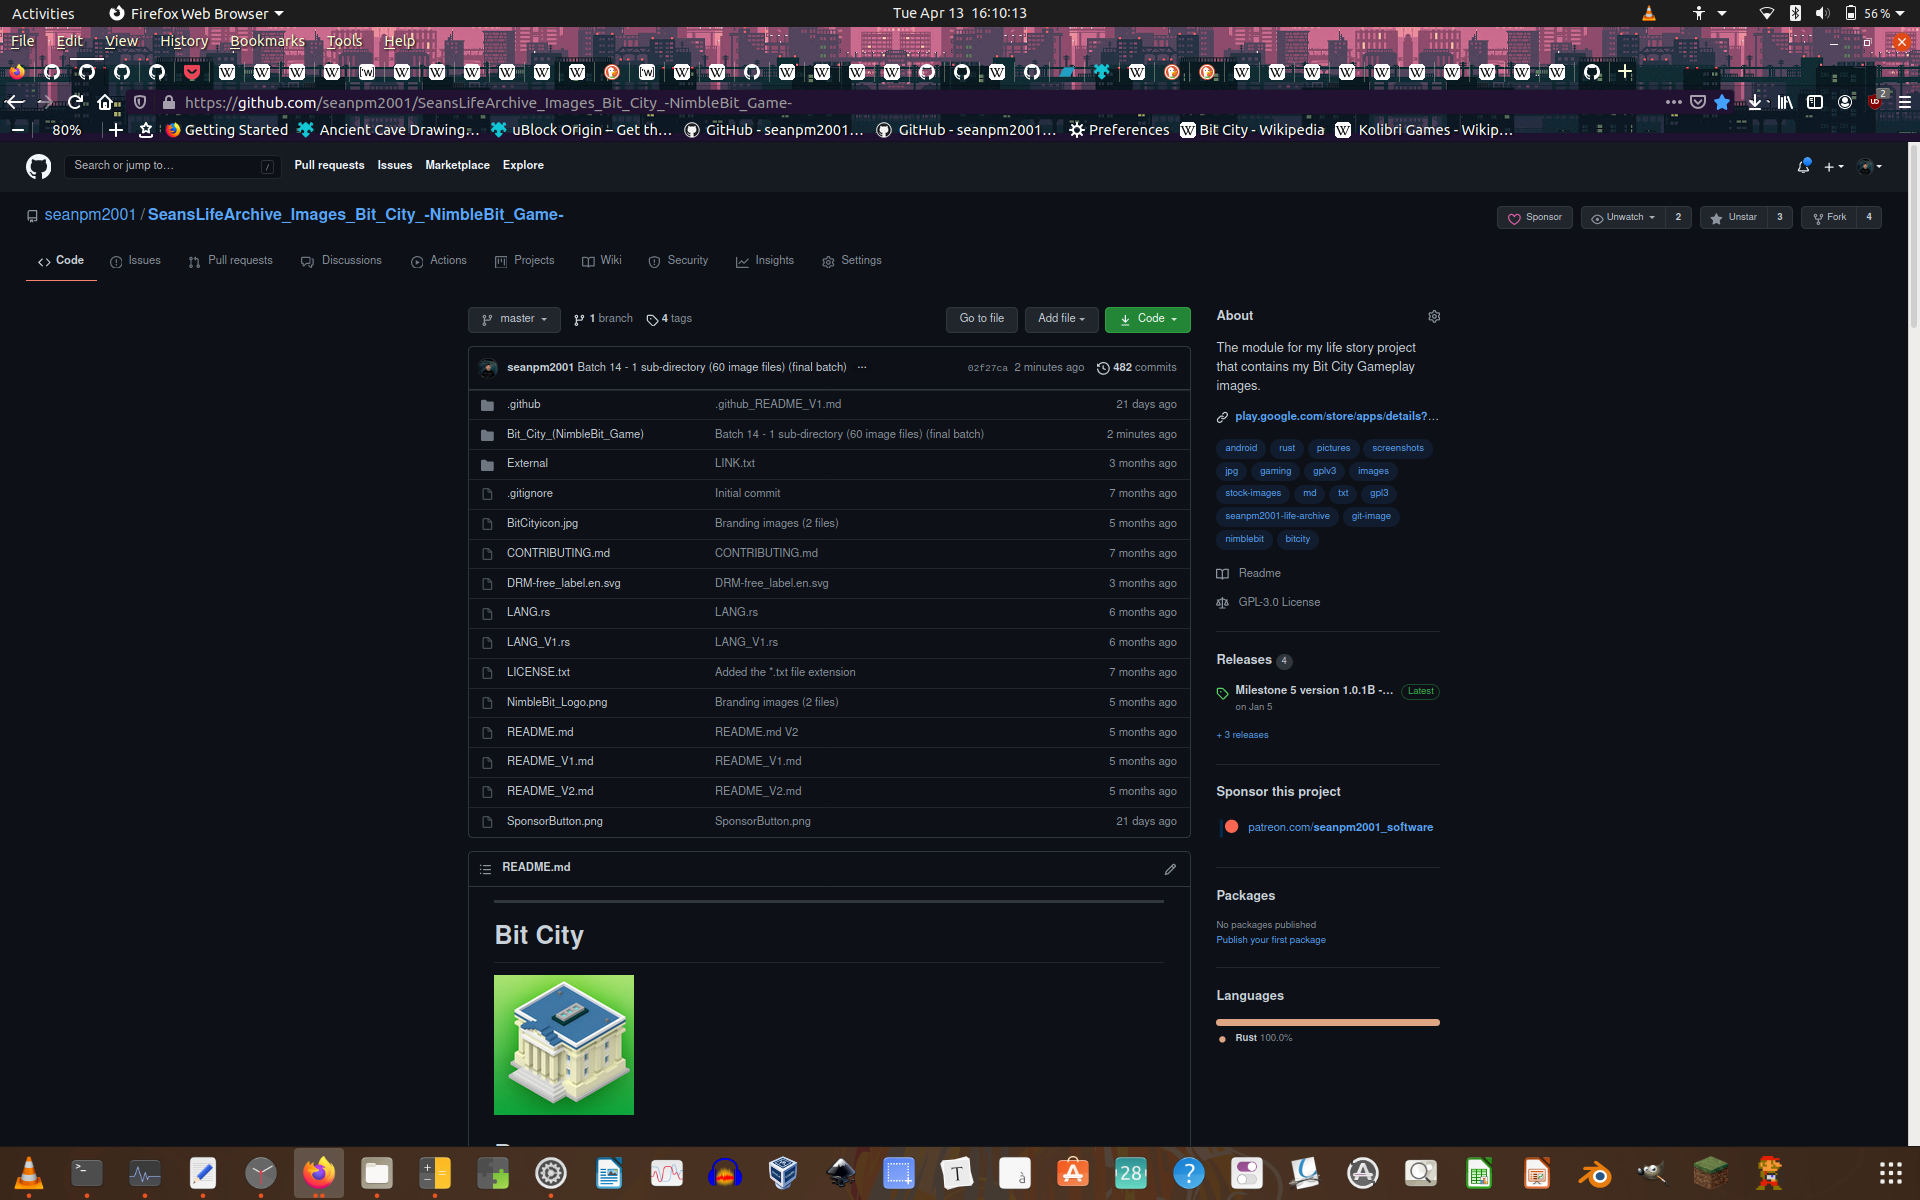 Activities
Firefox Web Browser
Tue Apr 13 16:10:13
56 %
File Edit View History Bookmarks Tools Help
https://github.com/seanpm2001/SeansLifeArchive_Images_Bit_City_-NimbleBit_Game-
2
80%
Getting Started
Ancient Cave Drawing…
uBlock Origin – Get th…
GitHub - seanpm2001…
GitHub - seanpm2001…
Preferences
Bit City - Wikipedia
Kolibri Games - Wikip…
Search or jump to…
/
Pull requests Issues Marketplace Explore
seanpm2001 / SeansLifeArchive_Images_Bit_City_-NimbleBit_Game-
Sponsor
Unwatch 2
Unstar 3
Fork 4
Code
Issues
Pull requests
Discussions
Actions
Projects
Wiki
Security
Insights
Settings
master
1 branch
4 tags
Go to file
Add file
Code
seanpm2001 Batch 14 - 1 sub-directory (60 image files) (final batch) …
02f27ca 2 minutes ago
482 commits
.github .github_README_V1.md 21 days ago
Bit_City_(NimbleBit_Game) Batch 14 - 1 sub-directory (60 image files) (final batch) 2 minutes ago
External LINK.txt 3 months ago
.gitignore Initial commit 7 months ago
BitCityicon.jpg Branding images (2 files) 5 months ago
CONTRIBUTING.md CONTRIBUTING.md 7 months ago
DRM-free_label.en.svg DRM-free_label.en.svg 3 months ago
LANG.rs LANG.rs 6 months ago
LANG_V1.rs LANG_V1.rs 6 months ago
LICENSE.txt Added the *.txt file extension 7 months ago
NimbleBit_Logo.png Branding images (2 files) 5 months ago
README.md README.md V2 5 months ago
README_V1.md README_V1.md 5 months ago
README_V2.md README_V2.md 5 months ago
SponsorButton.png SponsorButton.png 21 days ago
README.md
Bit City
About
The module for my life story project
that contains my Bit City Gameplay
images.
play.google.com/store/apps/details?…
android rust pictures screenshots
jpg gaming gplv3 images
stock-images md txt gpl3
seanpm2001-life-archive git-image
nimblebit bitcity
Readme
GPL-3.0 License
Releases 4
Milestone 5 version 1.0.1B -… Latest
on Jan 5
+ 3 releases
Sponsor this project
patreon.com/seanpm2001_software
Packages
No packages published
Publish your first package
Languages
Rust 100.0%